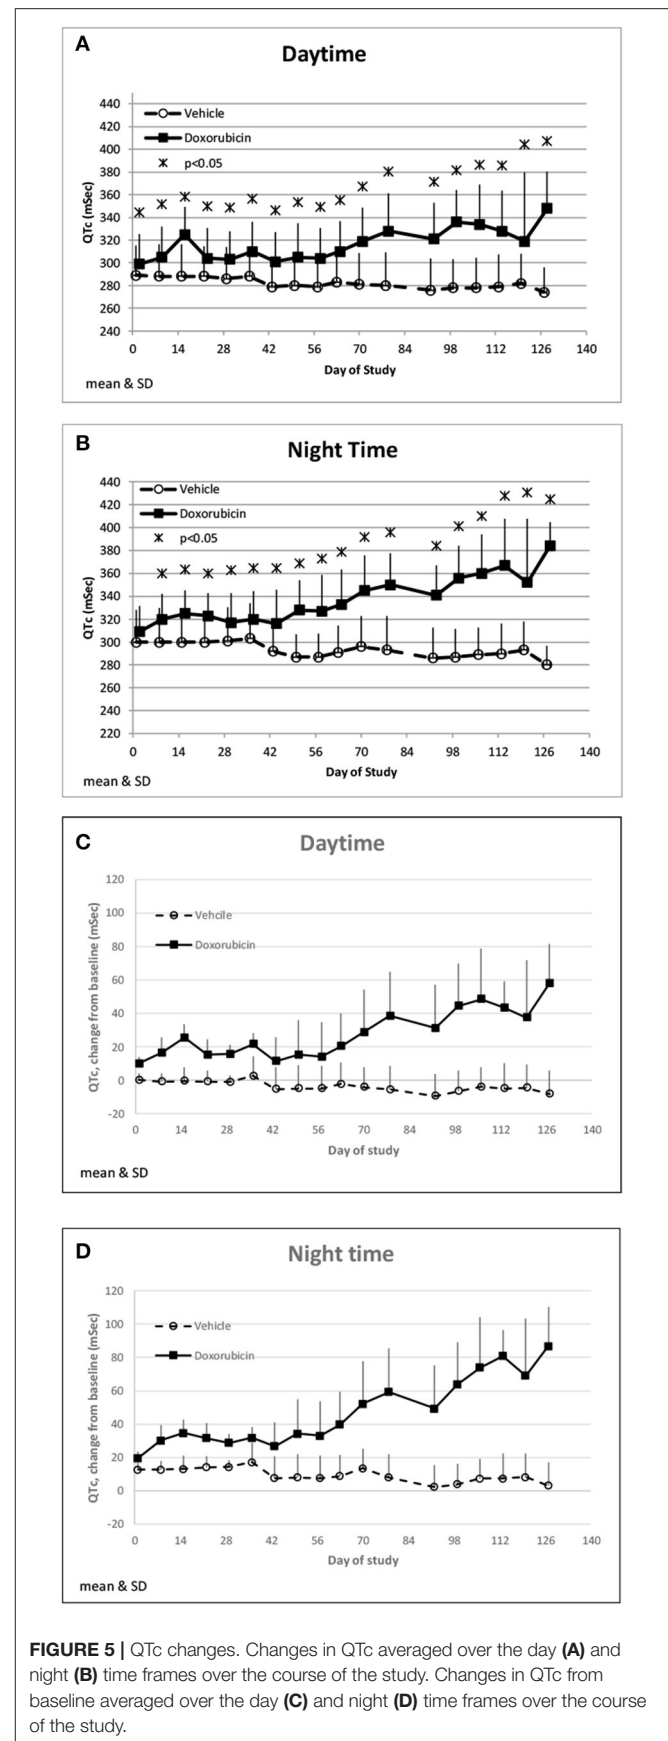 A
Daytime
440
420
400
380
360
340
320
300
280
260
240
QTc (mSec)
Vehicle
Doxorubicin
p<0.05
0 14 28 42 56 70 84 98 112 126 140
Day of Study
mean & SD
B
Night Time
440
420
400
380
360
340
320
300
280
260
240
220
QTc (mSec)
Vehicle
Doxorubicin
p<0.05
0 14 28 42 56 70 84 98 112 126 140
Day of Study
mean & SD
C
Daytime
120
100
80
60
40
20
0
-20
QTc, change from baseline (mSec)
Vehcile
Doxorubicin
0 14 28 42 56 70 84 98 112 126 140
Day of study
mean & SD
D
Night time
120
100
80
60
40
20
0
-20
QTc, change from baseline (mSec)
Vehicle
Doxorubicin
0 14 28 42 56 70 84 98 112 126 140
Day of study
mean & SD
FIGURE 5 | QTc changes. Changes in QTc averaged over the day (A) and
night (B) time frames over the course of the study. Changes in QTc from
baseline averaged over the day (C) and night (D) time frames over the course
of the study.